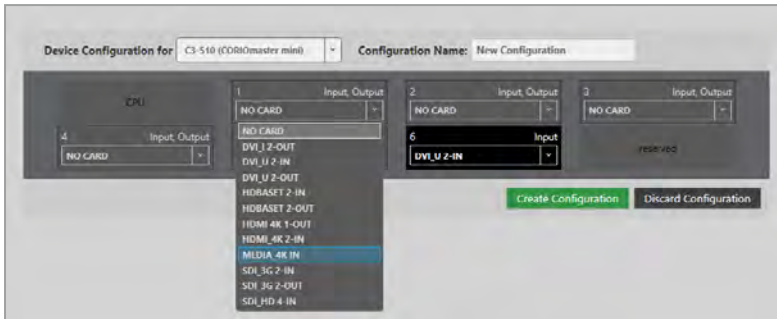 Device Configuration for C3-510 (CORIOmaster mini) Configuration Name: New Configuration
CPU
1 Input, Output
NO CARD
2 Input, Output
NO CARD
3 Input, Output
NO CARD
4 Input, Output
NO CARD
6 Input
DVI_U 2-IN
reserved
NO CARD
DVI_I 2-OUT
DVI_U 2-IN
DVI_U 2-OUT
HDBASET 2-IN
HDBASET 2-OUT
HDMI 4K 1-OUT
HDMI_4K 2-IN
MEDIA_4K IN
SDI_3G 2-IN
SDI_3G 2-OUT
SDI_HD 4-IN
Create Configuration Discard Configuration